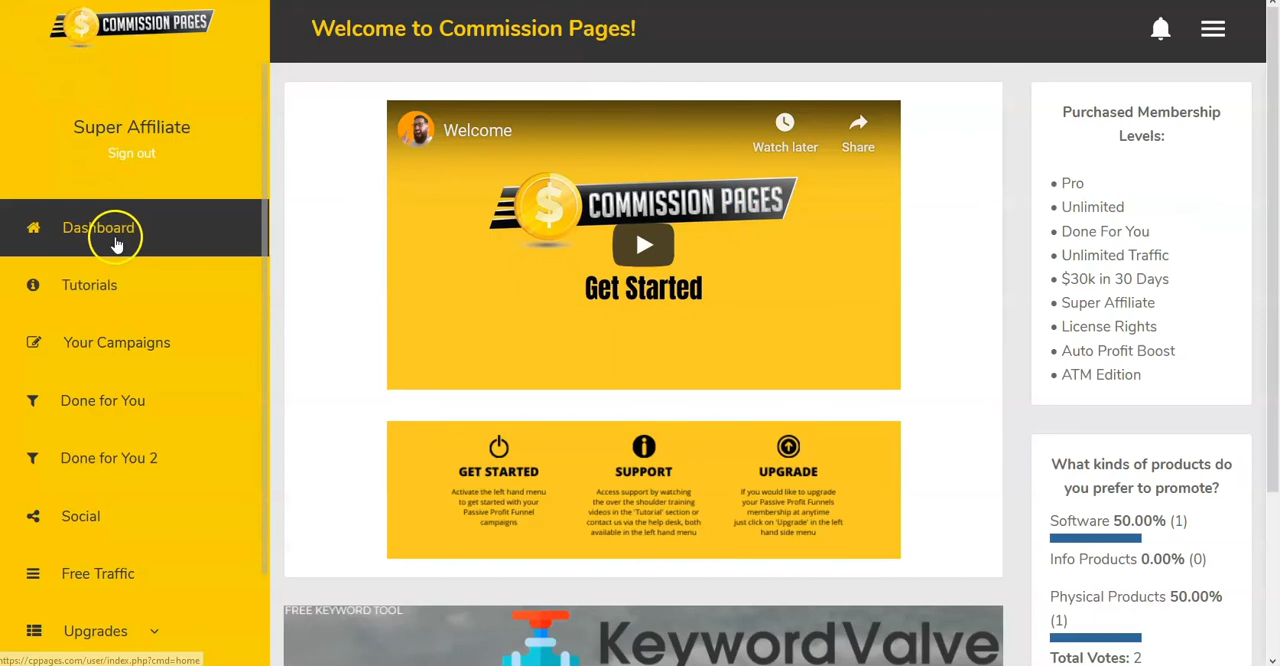 COMMISSION PAGES
Welcome to Commission Pages!
Super Affiliate
Sign out
Dashboard
Tutorials
Your Campaigns
Done for You
Done for You 2
Social
Free Traffic
Upgrades
https://cppages.com/user/index.php?cmd=home
Welcome
Watch later
Share
COMMISSION PAGES
Get Started
GET STARTED
Activate the left hand menu
to get started with your
Passive Profit Funnel
campaigns
SUPPORT
Access support by watching
the over the shoulder training
videos in the 'Tutorial' section or
contact us via the help desk, both
available in the left hand menu
UPGRADE
If you would like to upgrade
your Passive Profit Funnels
membership at anytime
just click on 'Upgrade' in the left
hand side menu
FREE KEYWORD TOOL
KeywordValve
Purchased Membership
Levels:
• Pro
• Unlimited
• Done For You
• Unlimited Traffic
• $30k in 30 Days
• Super Affiliate
• License Rights
• Auto Profit Boost
• ATM Edition
What kinds of products do
you prefer to promote?
Software 50.00% (1)
Info Products 0.00% (0)
Physical Products 50.00%
(1)
Total Votes: 2